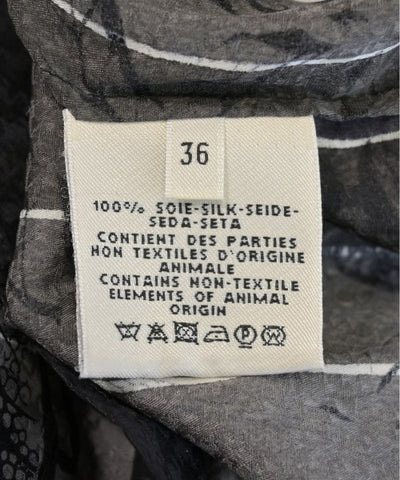 36
100% SOIE-SILK-SEIDE-
SEDA-SETA
CONTIENT DES PARTIES
NON TEXTILES D'ORIGINE
ANIMALE
CONTAINS NON-TEXTILE
ELEMENTS OF ANIMAL
ORIGIN
P W